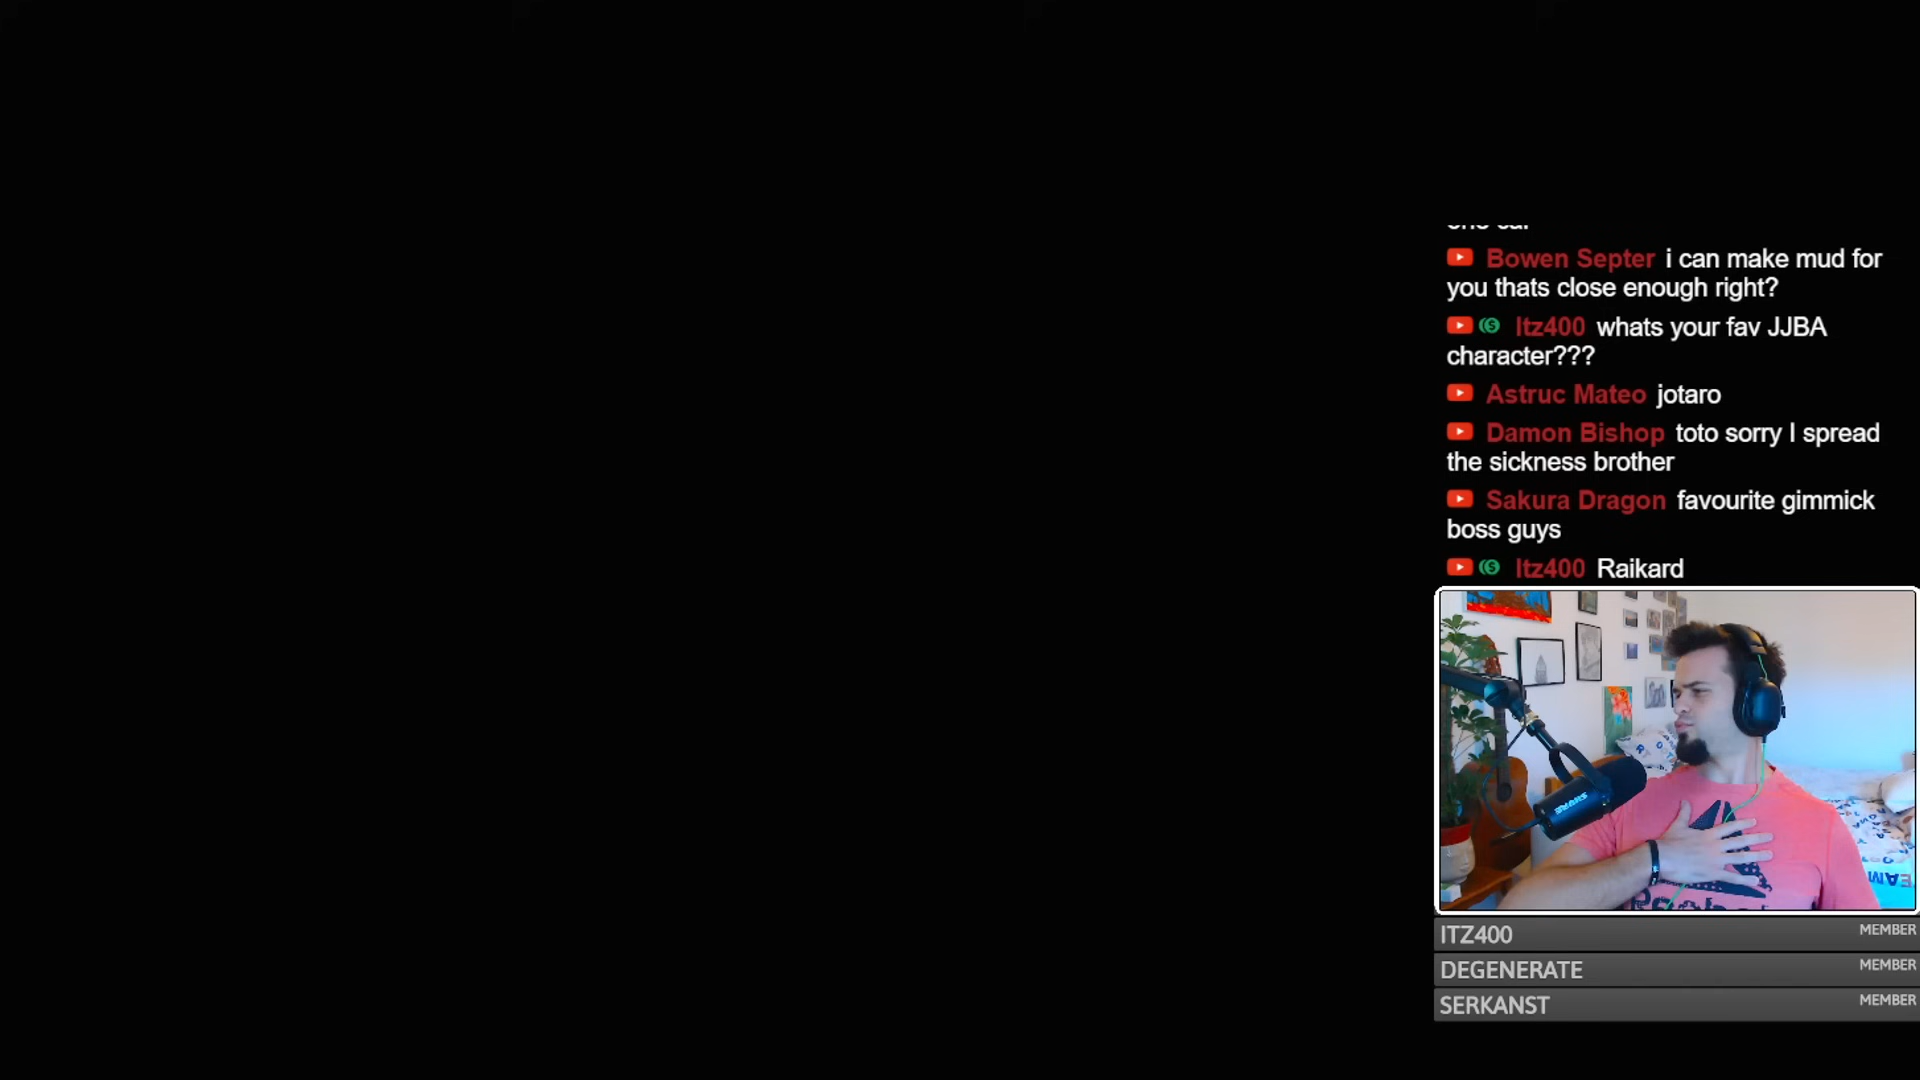 Bowen Septer i can make mud for
you thats close enough right?
Itz400 whats your fav JJBA
character???
Astruc Mateo jotaro
Damon Bishop toto sorry I spread
the sickness brother
Sakura Dragon favourite gimmick
boss guys
Itz400 Raikard
ITZ400 MEMBER
DEGENERATE MEMBER
SERKANST MEMBER